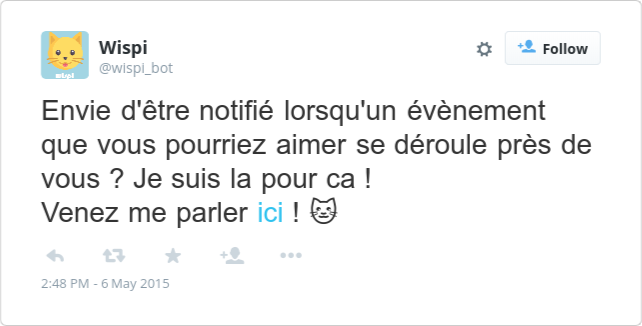 Wispi
@wispi_bot
Follow
Envie d'être notifié lorsqu'un évènement
que vous pourriez aimer se déroule près de
vous ? Je suis la pour ca !
Venez me parler ici ! 🐱
2:48 PM - 6 May 2015